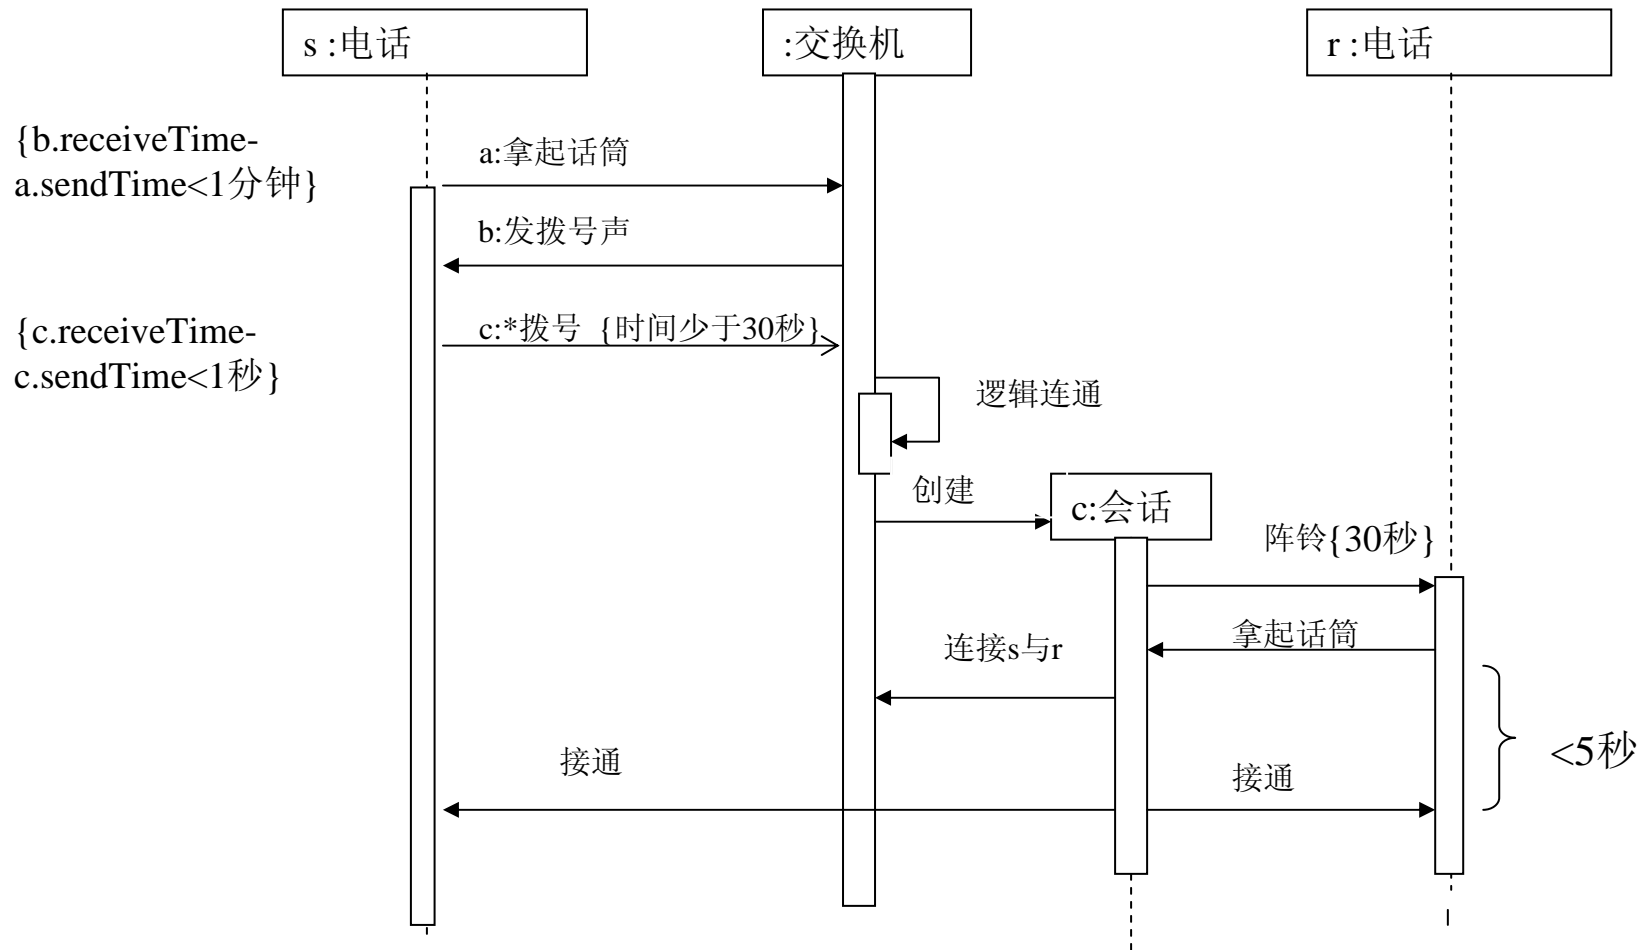 s :电话
:交换机
r :电话
{b.receiveTime-
a.sendTime<1分钟}
a:拿起话筒
b:发拨号声
{c.receiveTime-
c.sendTime<1秒}
c:*拨号 {时间少于30秒}
逻辑连通
创建
c:会话
阵铃{30秒}
拿起话筒
连接s与r
<5秒
接通
接通